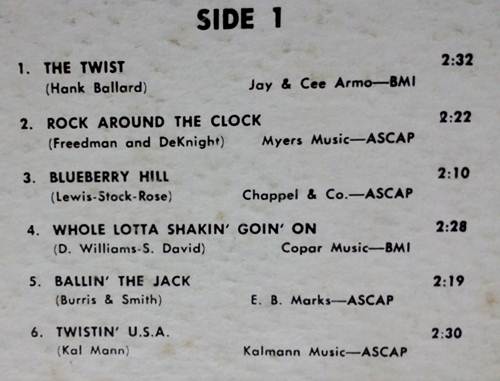 SIDE 1
1. THE TWIST 2:32
(Hank Ballard) Jay & Cee Armo—BMI
2. ROCK AROUND THE CLOCK 2:22
(Freedman and DeKnight) Myers Music—ASCAP
3. BLUEBERRY HILL 2:10
(Lewis-Stock-Rose) Chappel & Co.—ASCAP
4. WHOLE LOTTA SHAKIN' GOIN' ON 2:28
(D. Williams-S. David) Copar Music—BMI
5. BALLIN' THE JACK 2:19
(Burris & Smith) E. B. Marks—ASCAP
6. TWISTIN' U.S.A. 2:30
(Kal Mann) Kalmann Music—ASCAP